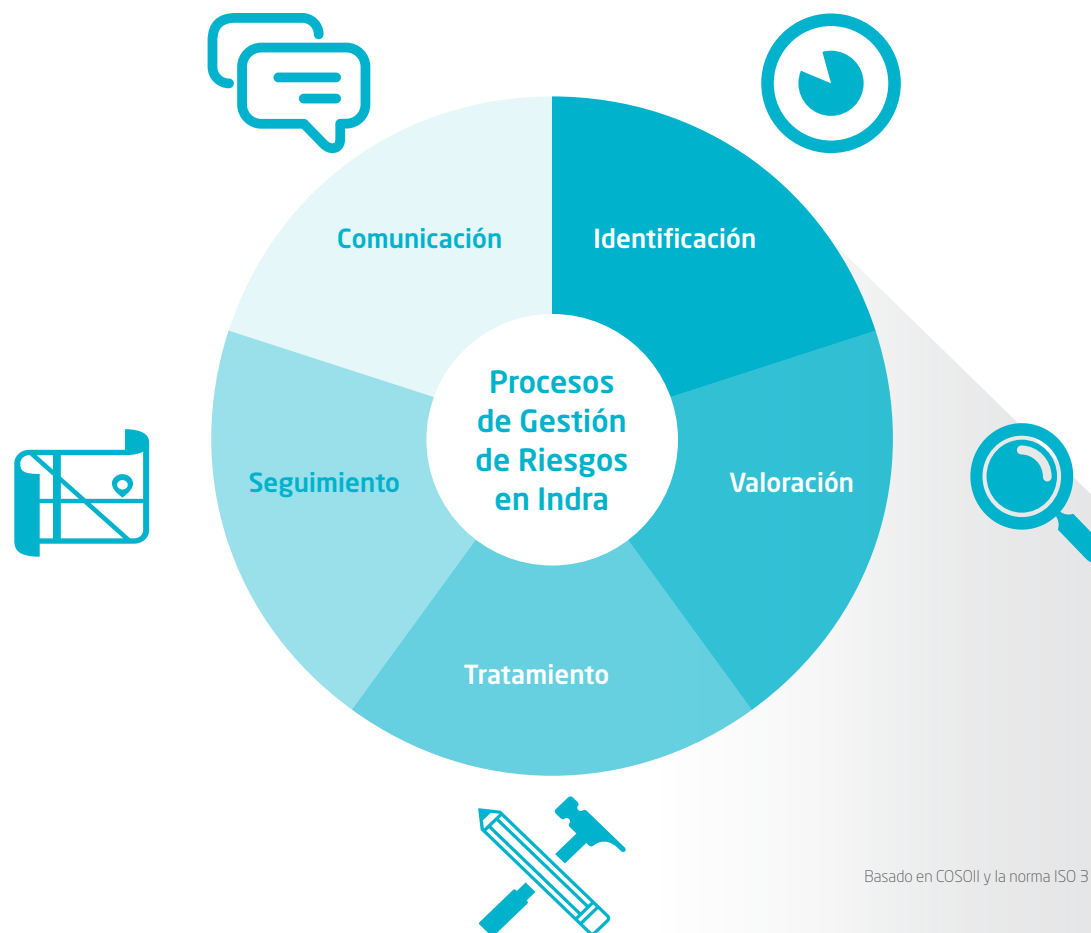 Comunicación
Identificación
Procesos
de Gestión
de Riesgos
en Indra
Seguimiento
Valoración
Tratamiento
Basado en COSOII y la norma ISO 3